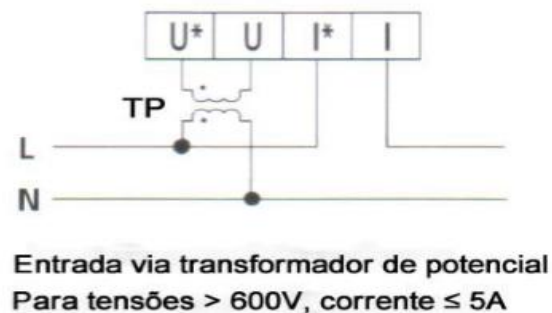 U* U I* I
TP
L
N
Entrada via transformador de potencial
Para tensões > 600V, corrente ≤ 5A